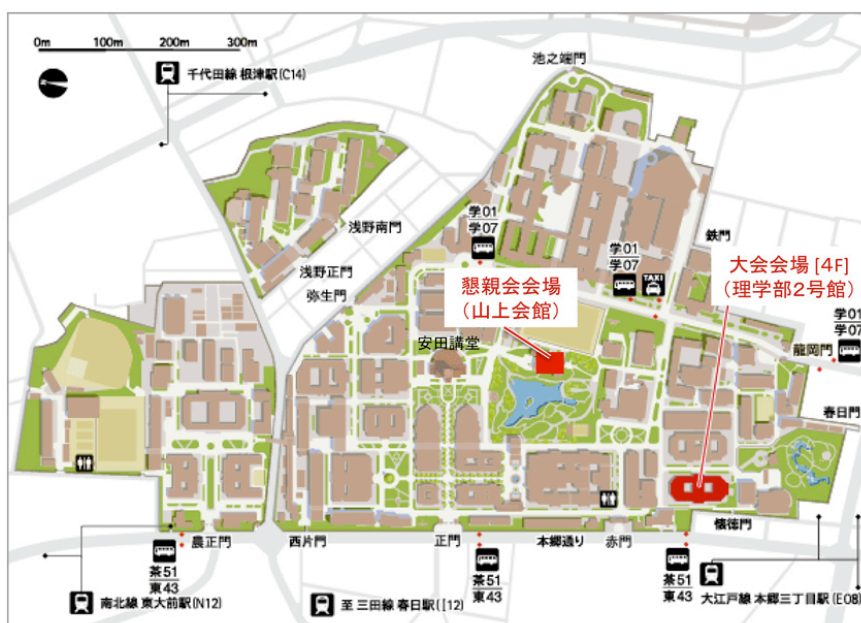 0m 100m 200m 300m
千代田線 根津駅(C14)
池之端門
学01
学07
浅野南門
浅野正門
弥生門
学01
学07
TAXI
鉄門
大会会場 [4F]
(理学部2号館)
懇親会会場
(山上会館)
安田講堂
学01
学07
龍岡門
春日門
懐徳門
農正門
西片門
正門
本郷通り
赤門
茶51
東43
茶51
東43
茶51
東43
南北線 東大前駅(N12)
至 三田線 春日駅(I12)
大江戸線 本郷三丁目駅(E08)